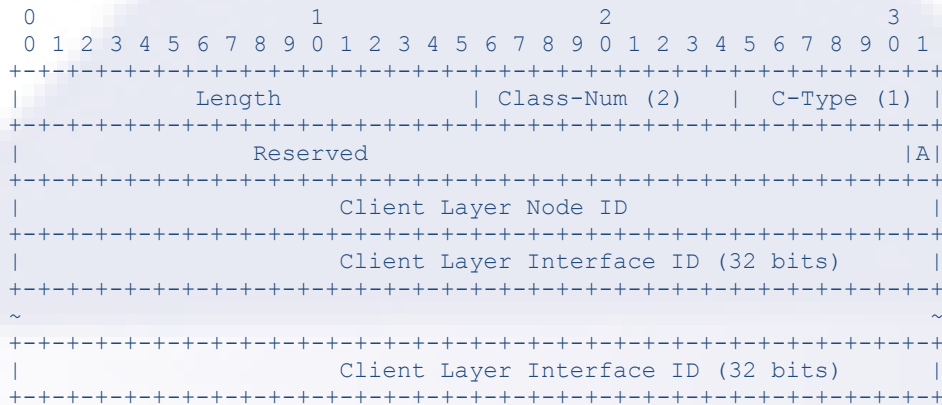 0                   1                   2                   3
 0 1 2 3 4 5 6 7 8 9 0 1 2 3 4 5 6 7 8 9 0 1 2 3 4 5 6 7 8 9 0 1
+-+-+-+-+-+-+-+-+-+-+-+-+-+-+-+-+-+-+-+-+-+-+-+-+-+-+-+-+-+-+-+-+
|            Length             | Class-Num (2)   |  C-Type (1) |
+-+-+-+-+-+-+-+-+-+-+-+-+-+-+-+-+-+-+-+-+-+-+-+-+-+-+-+-+-+-+-+-+
|                Reserved                                     |A|
+-+-+-+-+-+-+-+-+-+-+-+-+-+-+-+-+-+-+-+-+-+-+-+-+-+-+-+-+-+-+-+-+
|                      Client Layer Node ID                     |
+-+-+-+-+-+-+-+-+-+-+-+-+-+-+-+-+-+-+-+-+-+-+-+-+-+-+-+-+-+-+-+-+
|                      Client Layer Interface ID (32 bits)      |
+-+-+-+-+-+-+-+-+-+-+-+-+-+-+-+-+-+-+-+-+-+-+-+-+-+-+-+-+-+-+-+-+
~                                                               ~
+-+-+-+-+-+-+-+-+-+-+-+-+-+-+-+-+-+-+-+-+-+-+-+-+-+-+-+-+-+-+-+-+
|                      Client Layer Interface ID (32 bits)      |
+-+-+-+-+-+-+-+-+-+-+-+-+-+-+-+-+-+-+-+-+-+-+-+-+-+-+-+-+-+-+-+-+